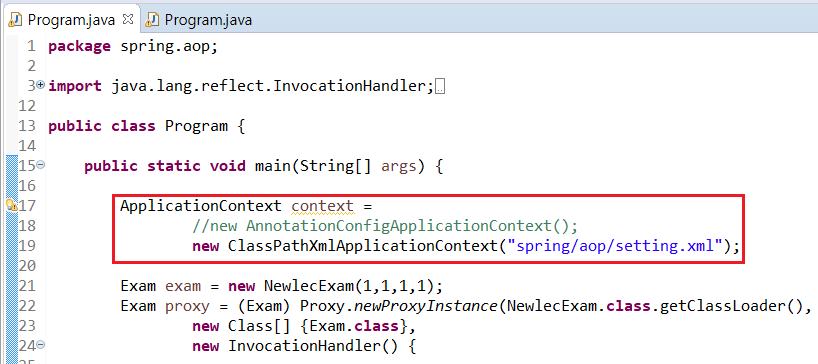 Program.java Program.java
1 package spring.aop;
2
3 import java.lang.reflect.InvocationHandler;
12
13 public class Program {
14
15 public static void main(String[] args) {
16
17 ApplicationContext context =
18 //new AnnotationConfigApplicationContext();
19 new ClassPathXmlApplicationContext("spring/aop/setting.xml");
20
21 Exam exam = new NewlecExam(1,1,1,1);
22 Exam proxy = (Exam) Proxy.newProxyInstance(NewlecExam.class.getClassLoader(),
23 new Class[] {Exam.class},
24 new InvocationHandler() {